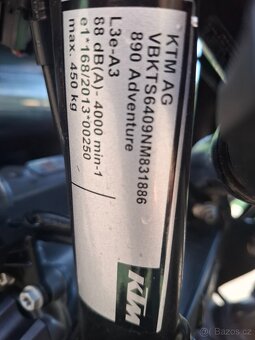 KTM AG
VBKTS6409NM831886
890 Adventure
L3e-A3
88 dB(A)- 4000 min-1
e1*168/2013*00250
max. 450 kg
KTM
Sbazos.cz